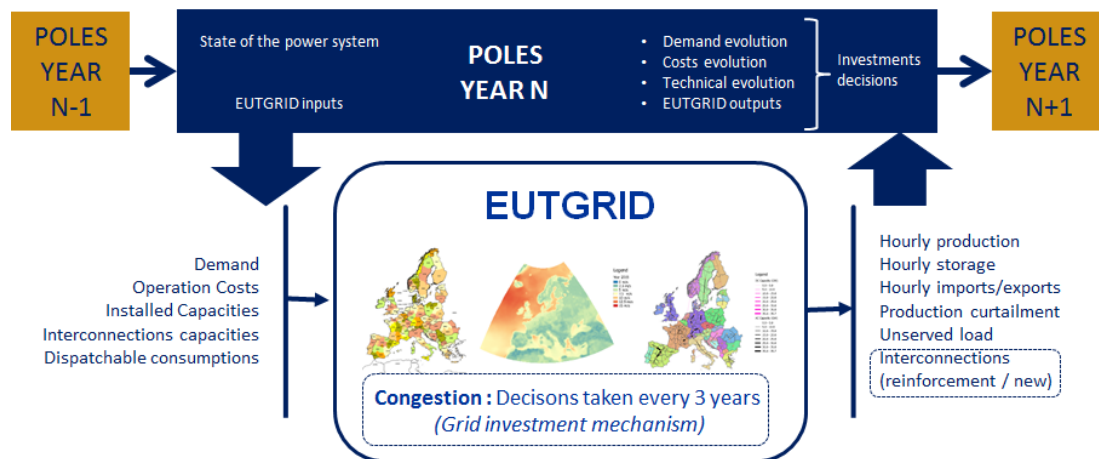 POLES
YEAR
N-1
State of the power system
EUTGRID inputs
POLES
YEAR N
• Demand evolution
• Costs evolution
• Technical evolution
• EUTGRID outputs
Investments
decisions
POLES
YEAR
N+1
Demand
Operation Costs
Installed Capacities
Interconnections capacities
Dispatchable consumptions
EUTGRID
Legend
Legend
Congestion : Decisons taken every 3 years
(Grid investment mechanism)
Hourly production
Hourly storage
Hourly imports/exports
Production curtailment
Unserved load
Interconnections
(reinforcement / new)